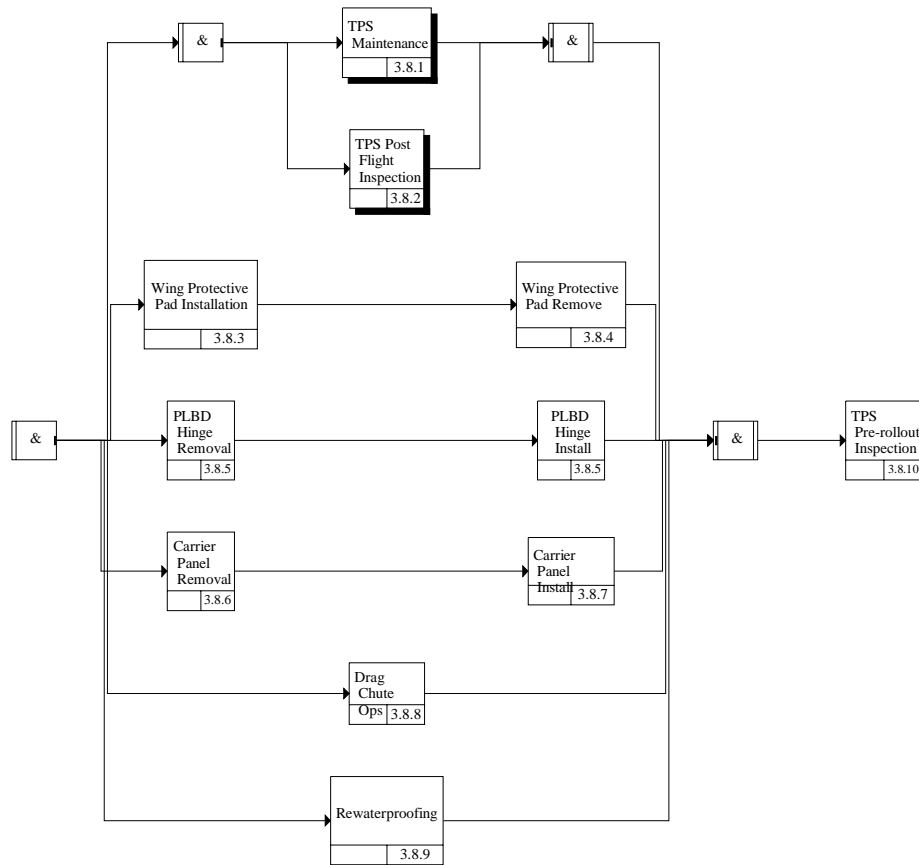 &
TPS
Maintenance
3.8.1
&
TPS Post
Flight
Inspection
3.8.2
Wing Protective
Pad Installation
3.8.3
Wing Protective
Pad Remove
3.8.4
&
PLBD
Hinge
Removal
3.8.5
PLBD
Hinge
Install
3.8.5
&
TPS
Pre-rollout
Inspection
3.8.10
Carrier
Panel
Removal
3.8.6
Carrier
Panel
Install
3.8.7
Drag
Chute
Ops
3.8.8
Rewaterproofing
3.8.9